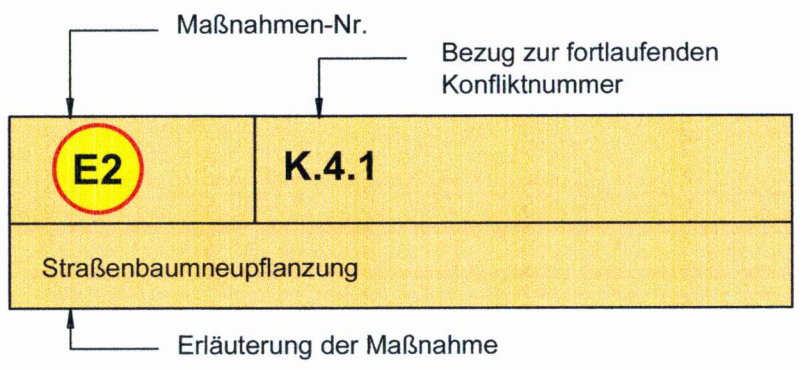 Maßnahmen-Nr.
Bezug zur fortlaufenden
Konfliktnummer
E2
K.4.1
Straßenbaumneupflanzung
Erläuterung der Maßnahme